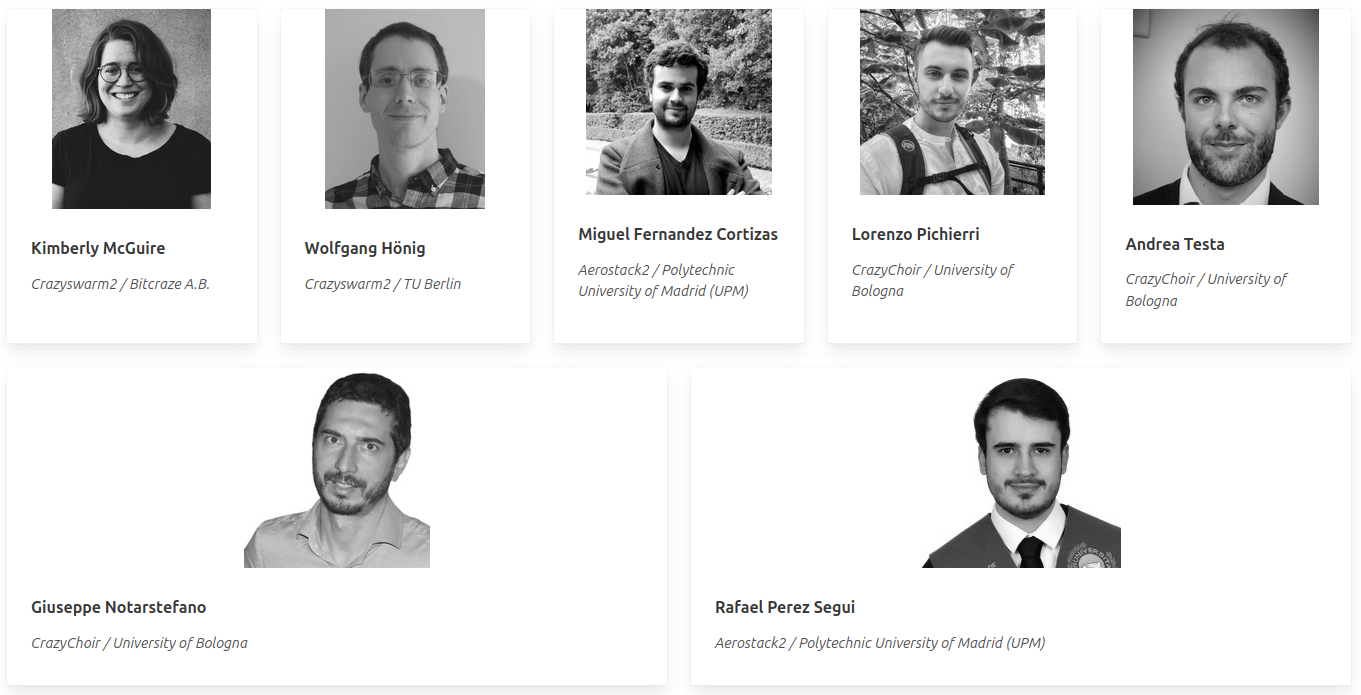 Kimberly McGuire
Crazyswarm2 / Bitcraze A.B.
Wolfgang Hönig
Crazyswarm2 / TU Berlin
Miguel Fernandez Cortizas
Aerostack2 / Polytechnic
University of Madrid (UPM)
Lorenzo Pichierri
CrazyChoir / University of
Bologna
Andrea Testa
CrazyChoir / University of
Bologna
Giuseppe Notarstefano
CrazyChoir / University of Bologna
Rafael Perez Segui
Aerostack2 / Polytechnic University of Madrid (UPM)